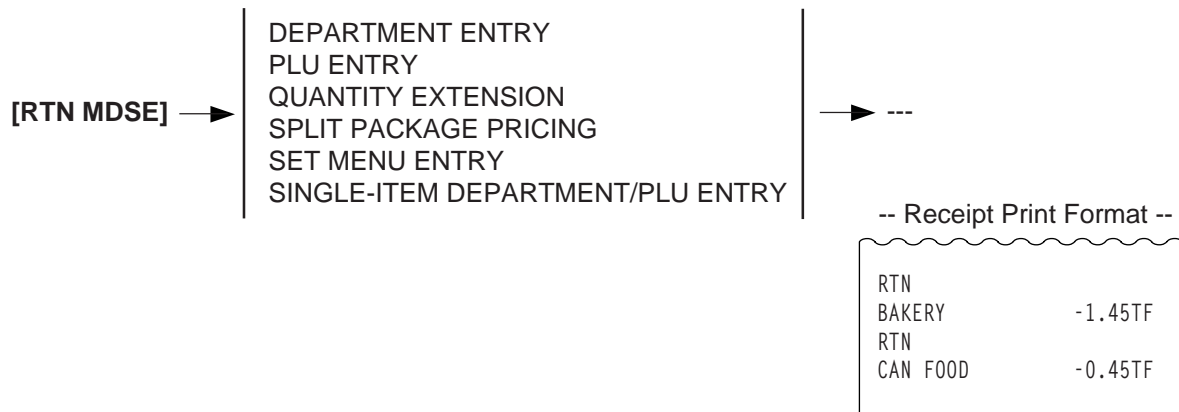 [RTN MDSE]
DEPARTMENT ENTRY
PLU ENTRY
QUANTITY EXTENSION
SPLIT PACKAGE PRICING
SET MENU ENTRY
SINGLE-ITEM DEPARTMENT/PLU ENTRY
---
-- Receipt Print Format --
RTN
BAKERY -1.45TF
RTN
CAN FOOD -0.45TF